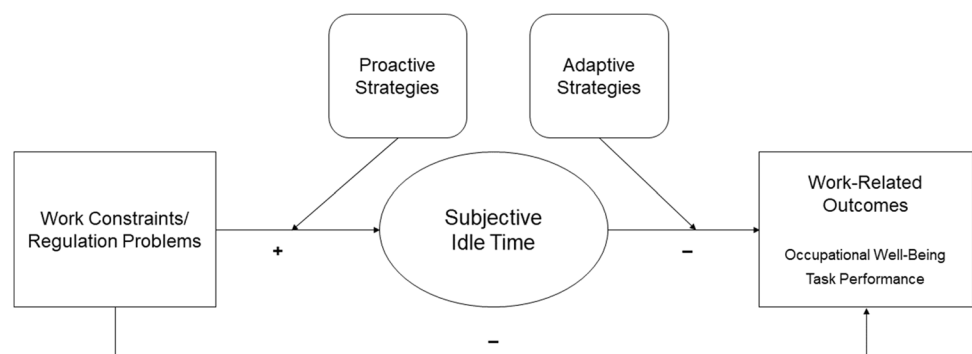 Proactive
Strategies
Adaptive
Strategies
Work Constraints/
Regulation Problems
+
Subjective
Idle Time
–
Work-Related
Outcomes
Occupational Well-Being
Task Performance
–